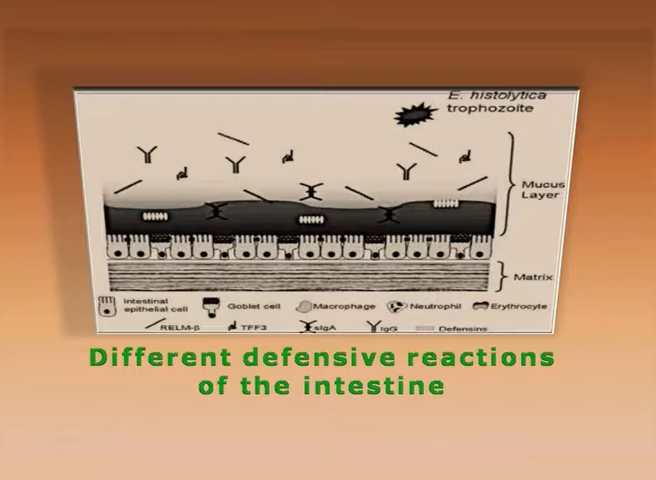 E. histolytica
trophozoite
Mucus
Layer
Matrix
Intestinal
epithelial cell
Goblet cell
Macrophage
Neutrophil
Erythrocyte
RELM-β
TFF3
sIgA
IgG
Defensins
Different defensive reactions
of the intestine